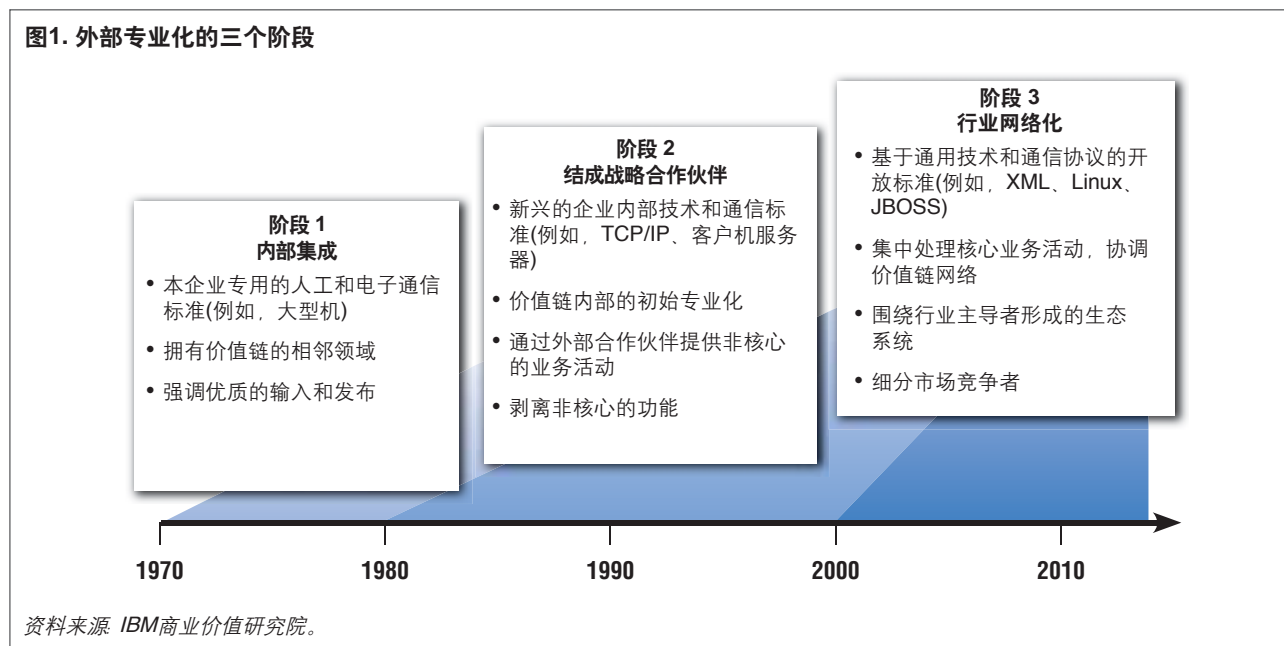 图1. 外部专业化的三个阶段
阶段 1
内部集成
• 本企业专用的人工和电子通信
标准(例如，大型机)
• 拥有价值链的相邻领域
• 强调优质的输入和发布
阶段 2
结成战略合作伙伴
• 新兴的企业内部技术和通信标
准(例如，TCP/IP、客户机服务
器)
• 价值链内部的初始专业化
• 通过外部合作伙伴提供非核心
的业务活动
• 剥离非核心的功能
阶段 3
行业网络化
• 基于通用技术和通信协议的开
放标准(例如，XML、Linux、
JBOSS)
• 集中处理核心业务活动，协调
价值链网络
• 围绕行业主导者形成的生态
系统
• 细分市场竞争者
1970 1980 1990 2000 2010
资料来源 IBM商业价值研究院。